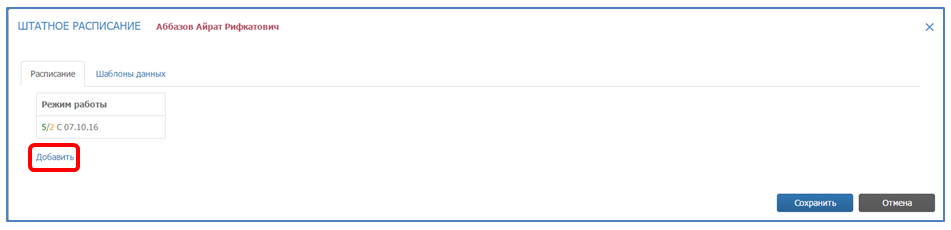 ШТАТНОЕ РАСПИСАНИЕ Аббазов Айрат Рифкатович
Расписание Шаблоны данных
Режим работы
5/2 С 07.10.16
Добавить
Сохранить Отмена